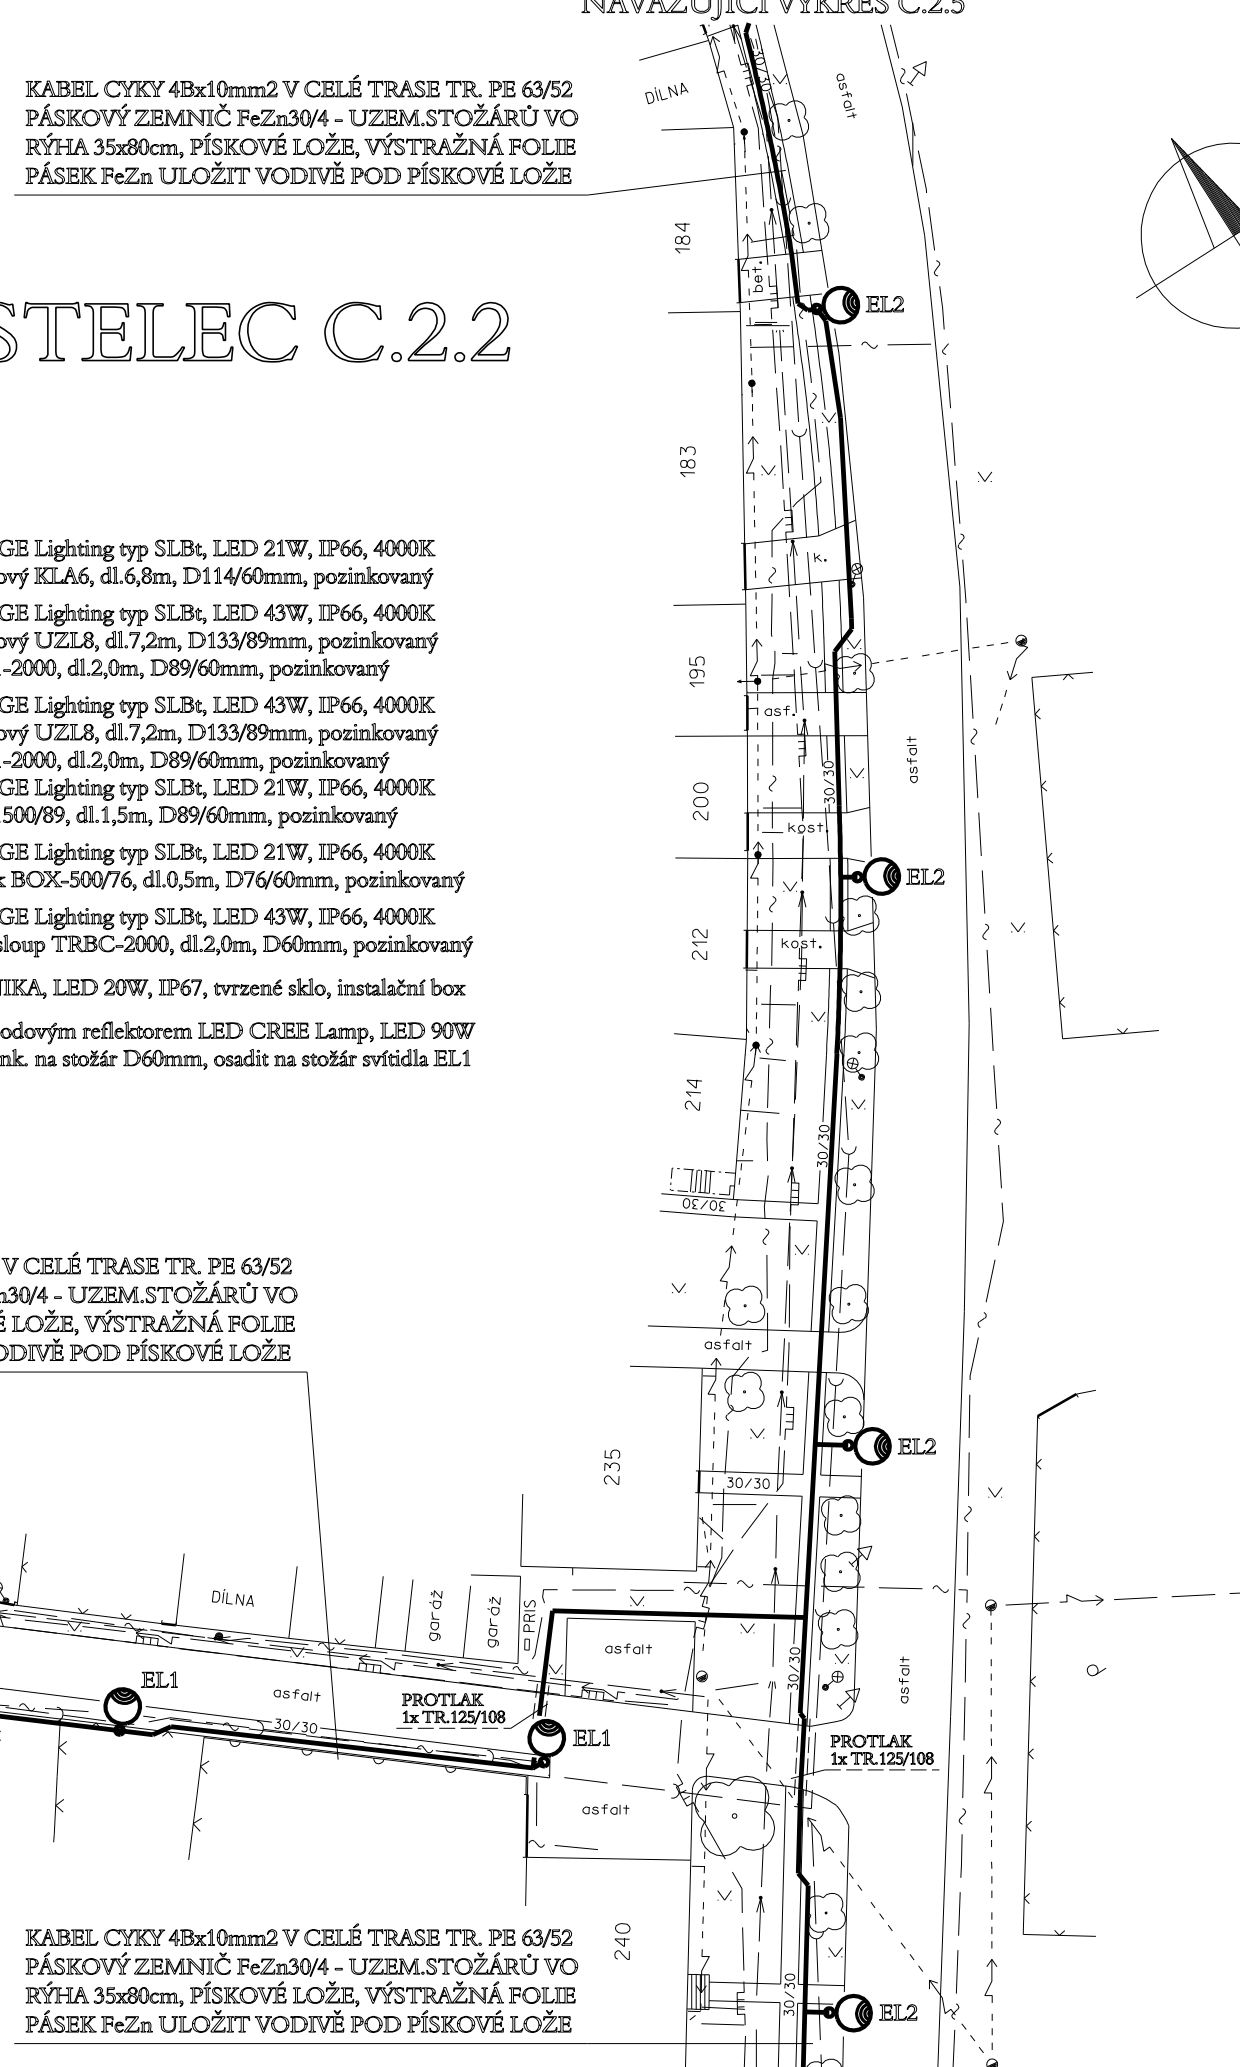 NAVAZUJÍCÍ VÝKRES C.2.3
KABEL CYKY 4Bx10mm2 V CELÉ TRASE TR. PE 63/52
PÁSKOVÝ ZEMNIČ FeZn30/4 - UZEM.STOŽÁRŮ VO
RÝHA 35x80cm, PÍSKOVÉ LOŽE, VÝSTRAŽNÁ FOLIE
PÁSEK FeZn ULOŽIT VODIVĚ POD PÍSKOVÉ LOŽE
30/30
DÍLNA
asfalt
184
bet.
EL2
STELEC C.2.2
183
GE Lighting typ SLBt, LED 21W, IP66, 4000K
ový KLA6, dl.6,8m, D114/60mm, pozinkovaný
k.
GE Lighting typ SLBt, LED 43W, IP66, 4000K
ový UZL8, dl.7,2m, D133/89mm, pozinkovaný
-2000, dl.2,0m, D89/60mm, pozinkovaný
195
asf.
GE Lighting typ SLBt, LED 43W, IP66, 4000K
ový UZL8, dl.7,2m, D133/89mm, pozinkovaný
-2000, dl.2,0m, D89/60mm, pozinkovaný
asfalt
GE Lighting typ SLBt, LED 21W, IP66, 4000K
500/89, dl.1,5m, D89/60mm, pozinkovaný
200
30/30
kost.
GE Lighting typ SLBt, LED 21W, IP66, 4000K
x BOX-500/76, dl.0,5m, D76/60mm, pozinkovaný
EL2
GE Lighting typ SLBt, LED 43W, IP66, 4000K
sloup TRBC-2000, dl.2,0m, D60mm, pozinkovaný
212
kost.
NIKA, LED 20W, IP67, tvrzené sklo, instalační box
odovým reflektorem LED CREE Lamp, LED 90W
nk. na stožár D60mm, osadit na stožár svítidla EL1
214
30/30
30/30
V CELÉ TRASE TR. PE 63/52
n30/4 - UZEM.STOŽÁRŮ VO
É LOŽE, VÝSTRAŽNÁ FOLIE
ODIVĚ POD PÍSKOVÉ LOŽE
asfalt
235
EL2
30/30
DÍLNA
garáž
garáž
PRIS
asfalt
30/30
asfalt
EL1
asfalt
30/30
PROTLAK
1x TR.125/108
EL1
PROTLAK
1x TR.125/108
asfalt
240
KABEL CYKY 4Bx10mm2 V CELÉ TRASE TR. PE 63/52
PÁSKOVÝ ZEMNIČ FeZn30/4 - UZEM.STOŽÁRŮ VO
RÝHA 35x80cm, PÍSKOVÉ LOŽE, VÝSTRAŽNÁ FOLIE
PÁSEK FeZn ULOŽIT VODIVĚ POD PÍSKOVÉ LOŽE
30/30
EL2